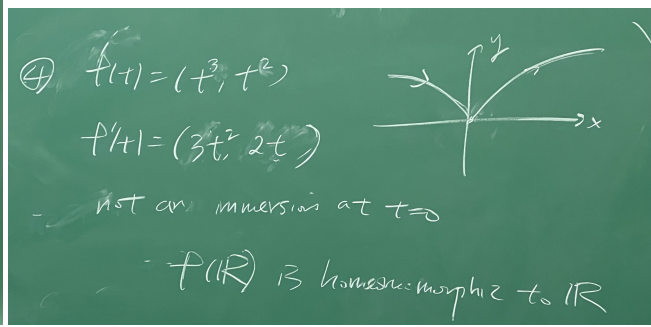 ④ f(t) = (t³, t²)
y
f'(t) = (3t², 2t)
x
not an immersion at t=0
f(ℝ) is homeomorphic to ℝ